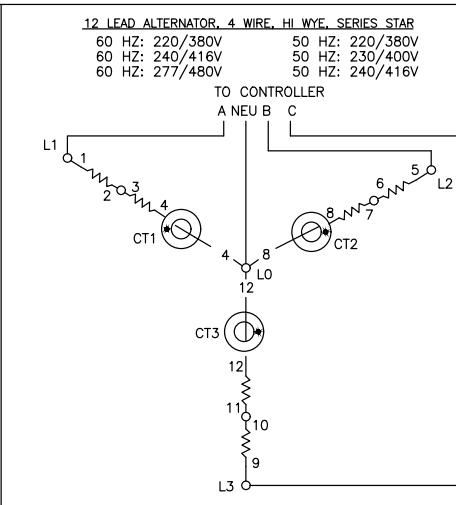 12 LEAD ALTERNATOR, 4 WIRE, HI WYE, SERIES STAR
60 HZ: 220/380V 50 HZ: 220/380V
60 HZ: 240/416V 50 HZ: 230/400V
60 HZ: 277/480V 50 HZ: 240/416V
TO CONTROLLER
A NEU B C
L1
1
2
3
4
CT1
4
L0
8
CT2
8
7
6
5
L2
12
CT3
12
11
10
9
L3